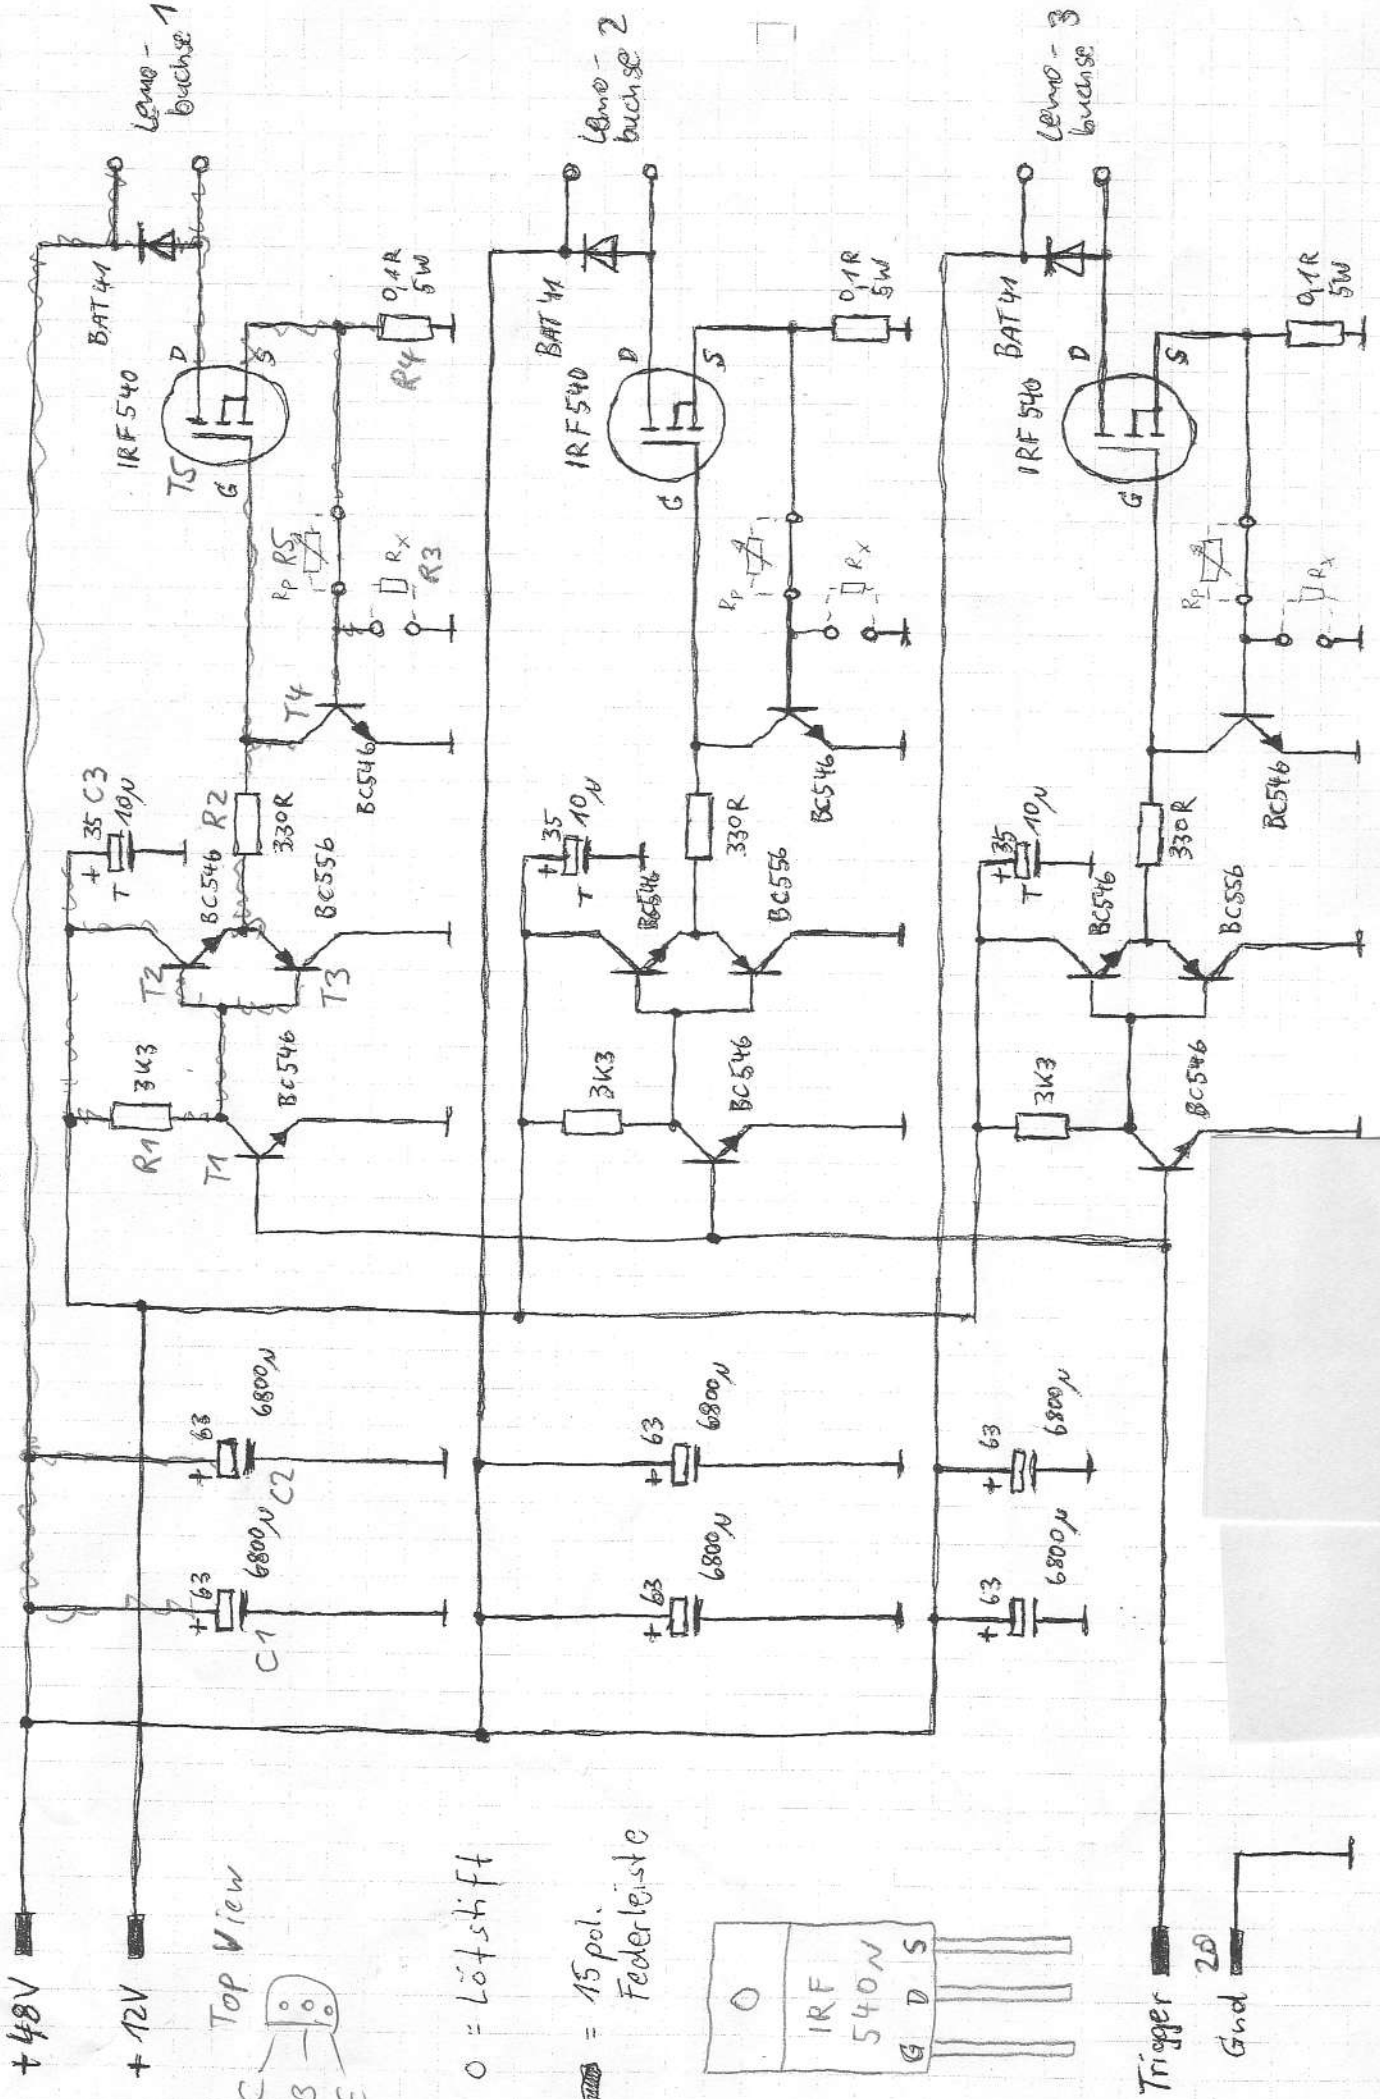 +48V
+12V
Top View
C
B
E
O = Lötstift
= 15 pol.
Federleiste
IRF
540N
G D S
Trigger
20
Gnd
+ 63
6800µ
C1
+ 63
6800µ
C2
R1
3K3
T1
BC546
T2
BC546
T3
BC556
+ 35 C3
T 10µ
R2
330R
T4
BC546
Rp R5
Rx
R3
T5
IRF540
G
D
S
BAT41
R4
0,1R
5W
Lemo-
buchse 1
+ 63
6800µ
+ 63
6800µ
3K3
BC546
BC546
BC556
+ 35
T 10µ
330R
BC546
Rp
Rx
IRF540
G
D
S
BAT41
0,1R
5W
Lemo-
buchse 2
+ 63
6800µ
+ 63
6800µ
3K3
BC546
BC546
BC556
+ 35
T 10µ
330R
BC546
Rp
Rx
IRF540
G
D
S
BAT41
0,1R
5W
Lemo-
buchse 3